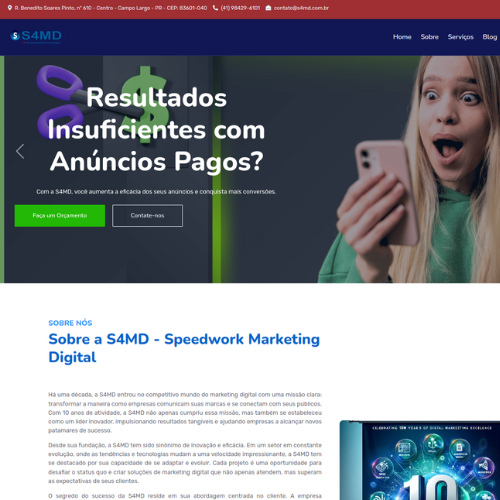 R. Benedito Soares Pinto, nº 610 - Centro - Campo Largo - PR - CEP: 83601-040 (41) 98429-6101 contato@s4md.com.br
S4MD
Home Sobre Serviços Blog
Resultados
Insuficientes com
Anúncios Pagos?
Com a S4MD, você aumenta a eficácia dos seus anúncios e conquista mais conversões.
Faça um Orçamento Contate-nos
SOBRE NÓS
Sobre a S4MD - Speedwork Marketing
Digital
Há uma década, a S4MD entrou no competitivo mundo do marketing digital com uma missão clara:
transformar a maneira como empresas comunicam suas marcas e se conectam com seus públicos.
Com 10 anos de atividade, a S4MD não apenas cumpriu essa missão, mas também se estabeleceu
como um líder inovador, impulsionando resultados tangíveis e ajudando empresas a alcançar novos
patamares de sucesso.
Desde sua fundação, a S4MD tem sido sinônimo de inovação e eficácia. Em um setor em constante
evolução, onde as tendências e tecnologias mudam a uma velocidade impressionante, a S4MD tem
se destacado por sua capacidade de se adaptar e evoluir. Cada projeto é uma oportunidade para
desafiar o status quo e criar soluções de marketing digital que não apenas atendem, mas superam
as expectativas de seus clientes.
O segredo do sucesso da S4MD reside em sua abordagem centrada no cliente. A empresa
CELEBRATING 10 YEARS OF DIGITAL MARKETING EXCELLENCE
10